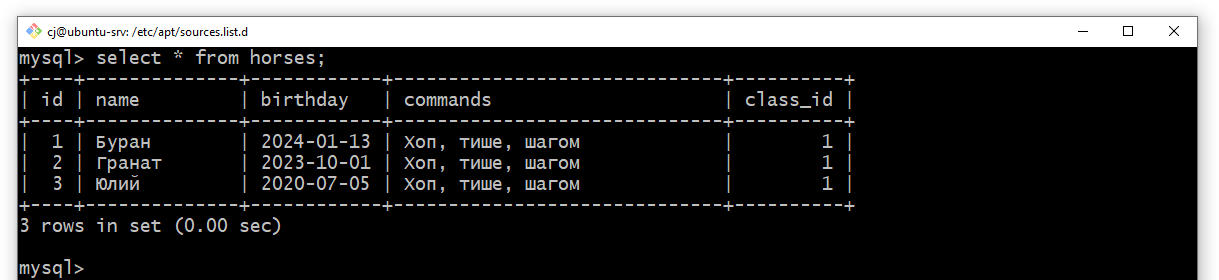 cj@ubuntu-srv: /etc/apt/sources.list.d
mysql> select * from horses;
+----+--------------+------------+------------------------------+----------+
| id | name         | birthday   | commands                     | class_id |
+----+--------------+------------+------------------------------+----------+
|  1 | Буран        | 2024-01-13 | Хоп, тише, шагом             |        1 |
|  2 | Гранат       | 2023-10-01 | Хоп, тише, шагом             |        1 |
|  3 | Юлий         | 2020-07-05 | Хоп, тише, шагом             |        1 |
+----+--------------+------------+------------------------------+----------+
3 rows in set (0.00 sec)
mysql>